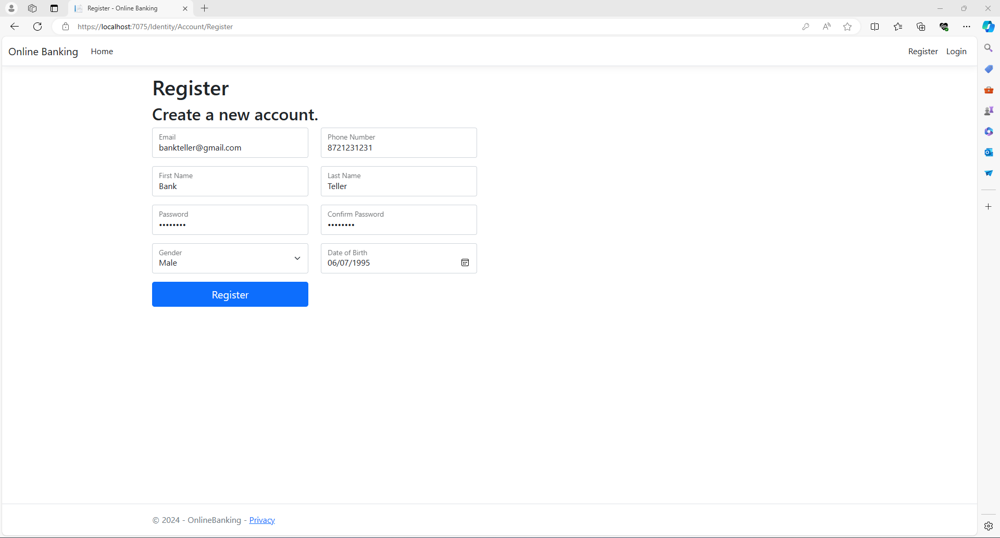 Register - Online Banking
https://localhost:7075/Identity/Account/Register
Online Banking Home Register Login
Register
Create a new account.
Email Phone Number
bankteller@gmail.com 8721231231
First Name Last Name
Bank Teller
Password Confirm Password
•••••••• ••••••••
Gender Date of Birth
Male 06/07/1995
Register
© 2024 - OnlineBanking - Privacy